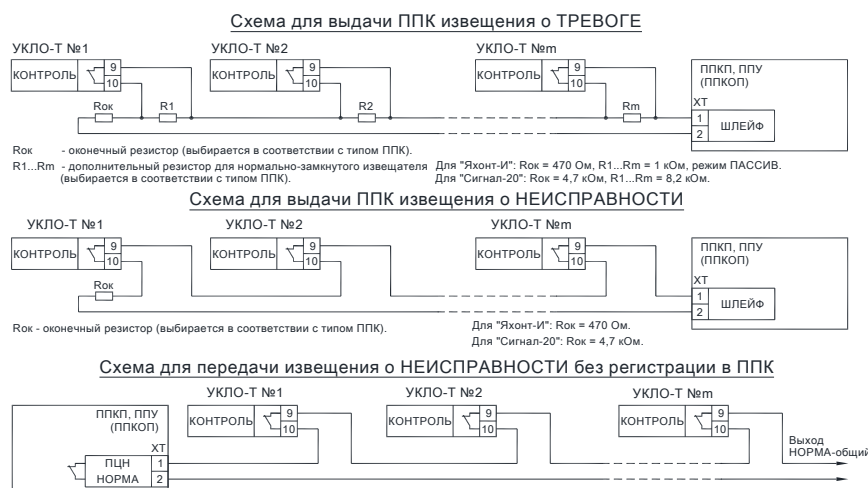 Схема для выдачи ППК извещения о ТРЕВОГЕ
УКЛО-Т №1
УКЛО-Т №2
УКЛО-Т №m
КОНТРОЛЬ
9
10
КОНТРОЛЬ
9
10
КОНТРОЛЬ
9
10
ППКП, ППУ
(ППКОП)
Rок
R1
R2
Rm
ХТ
1
2
ШЛЕЙФ
Rок - оконечный резистор (выбирается в соответствии с типом ППК).
R1...Rm - дополнительный резистор для нормально-замкнутого извещателя
(выбирается в соответствии с типом ППК).
Для "Яхонт-И": Rок = 470 Ом, R1...Rm = 1 кОм, режим ПАССИВ.
Для "Сигнал-20": Rок = 4,7 кОм, R1...Rm = 8,2 кОм.
Схема для выдачи ППК извещения о НЕИСПРАВНОСТИ
УКЛО-Т №1
УКЛО-Т №2
УКЛО-Т №m
КОНТРОЛЬ
9
10
КОНТРОЛЬ
9
10
КОНТРОЛЬ
9
10
ППКП, ППУ
(ППКОП)
Rок
ХТ
1
2
ШЛЕЙФ
Rок - оконечный резистор (выбирается в соответствии с типом ППК).
Для "Яхонт-И": Rок = 470 Ом.
Для "Сигнал-20": Rок = 4,7 кОм.
Схема для передачи извещения о НЕИСПРАВНОСТИ без регистрации в ППК
УКЛО-Т №1
УКЛО-Т №2
УКЛО-Т №m
ППКП, ППУ
(ППКОП)
КОНТРОЛЬ
9
10
КОНТРОЛЬ
9
10
КОНТРОЛЬ
9
10
ХТ
ПЦН
НОРМА
1
2
Выход
НОРМА-общий